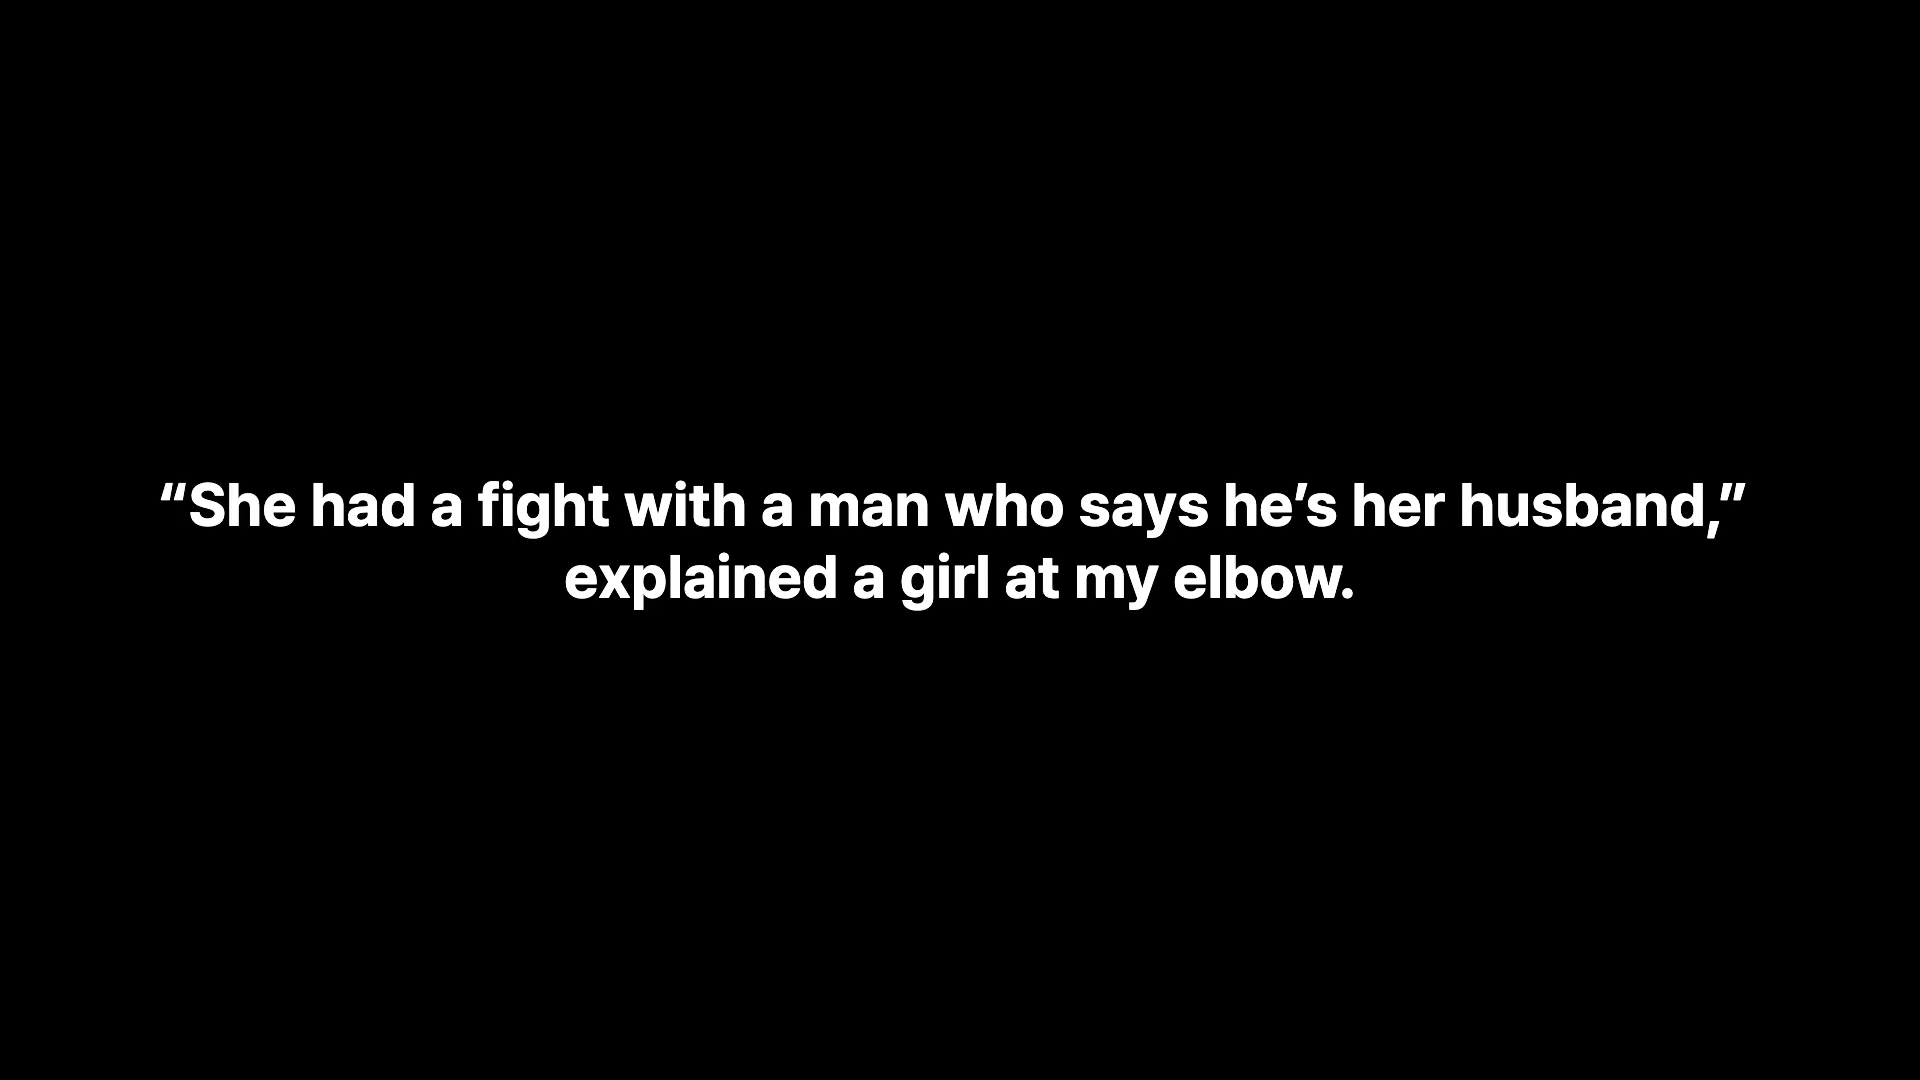 “She had a fight with a man who says he’s her husband,”
explained a girl at my elbow.